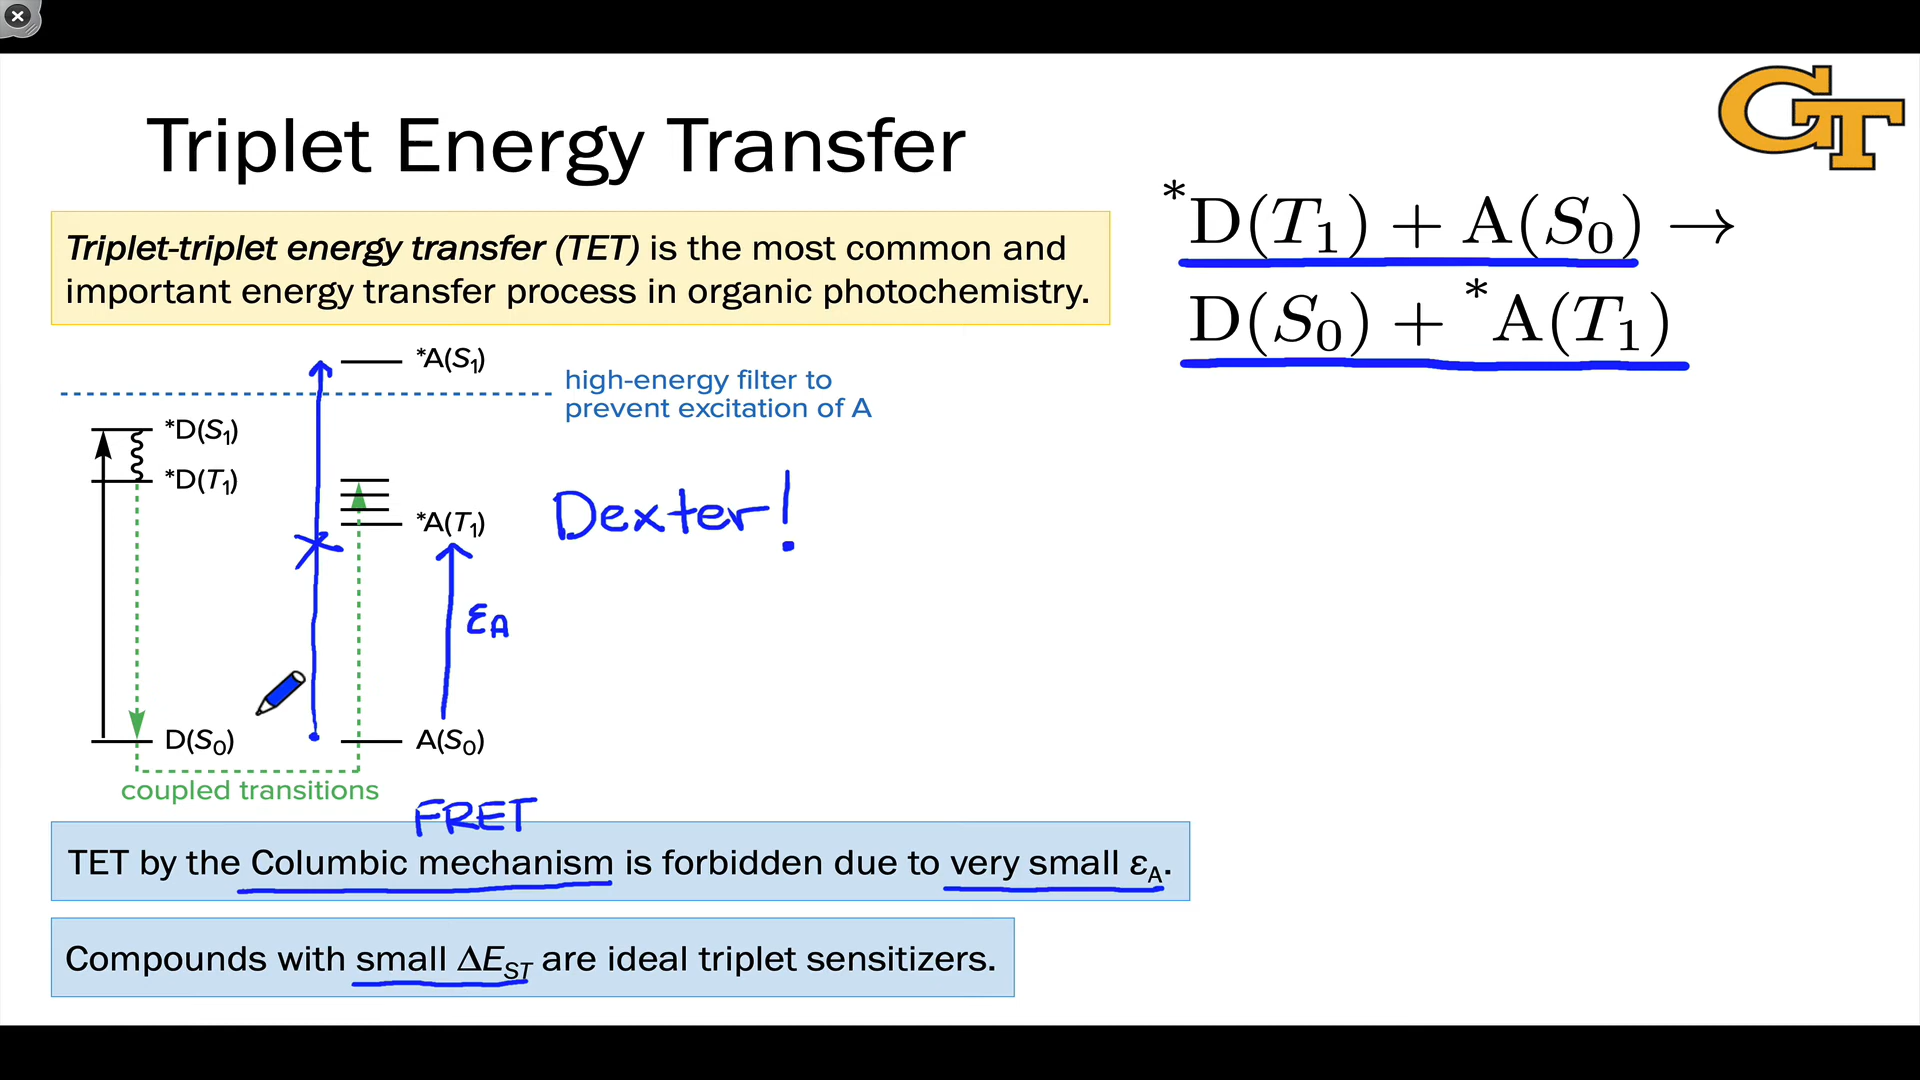 GT
Triplet Energy Transfer
*D(T₁) + A(S₀) →
D(S₀) + *A(T₁)
Triplet-triplet energy transfer (TET) is the most common and
important energy transfer process in organic photochemistry.
*A(S₁)
high-energy filter to
prevent excitation of A
*D(S₁)
*D(T₁)
*A(T₁)
Dexter!
εA
D(S₀)
A(S₀)
coupled transitions
FRET
TET by the Columbic mechanism is forbidden due to very small εA.
Compounds with small ΔEST are ideal triplet sensitizers.